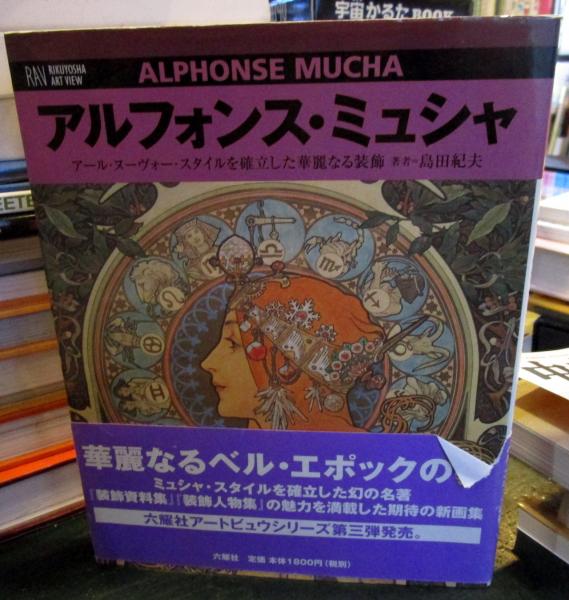 宇宙かるたBOOK
RAV RIKUYOSHA ART VIEW
ALPHONSE MUCHA
アルフォンス・ミュシャ
アール・ヌーヴォー・スタイルを確立した華麗なる装飾 著者=島田紀夫
華麗なるベル・エポックの
ミュシャ・スタイルを確立した幻の名著
『装飾資料集』『装飾人物集』の魅力を満載した期待の新画集
六耀社アートビュウシリーズ第三弾発売。
六耀社 定価 本体1800円(税別)